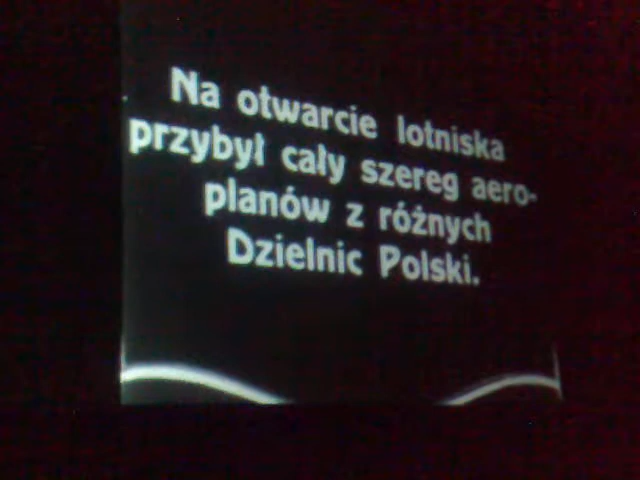 Na otwarcie lotniska
przybył cały szereg aero-
planów z różnych
Dzielnic Polski.